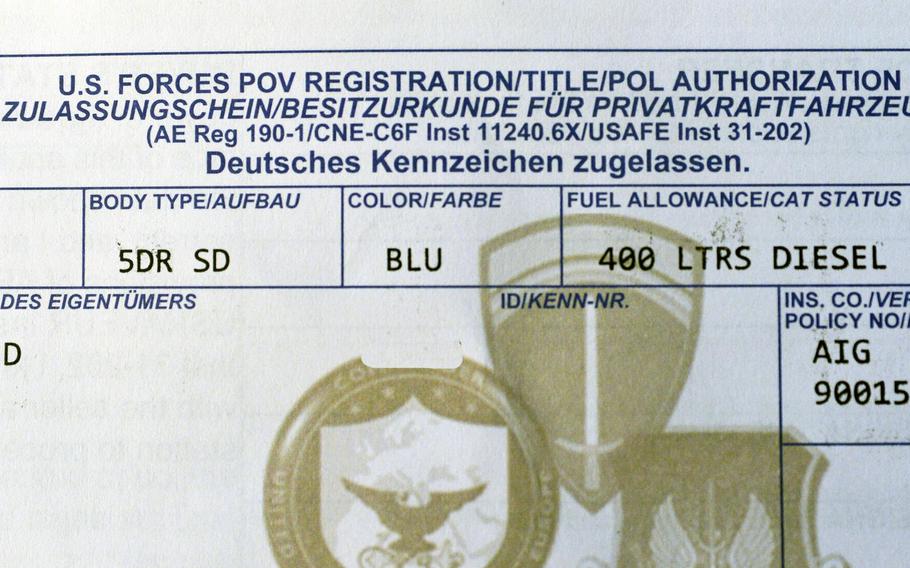 U.S. FORCES POV REGISTRATION/TITLE/POL AUTHORIZATION
ZULASSUNGSCHEIN/BESITZURKUNDE FÜR PRIVATKRAFTFAHRZEU
(AE Reg 190-1/CNE-C6F Inst 11240.6X/USAFE Inst 31-202)
Deutsches Kennzeichen zugelassen.
BODY TYPE/AUFBAU COLOR/FARBE FUEL ALLOWANCE/CAT STATUS
5DR SD BLU 400 LTRS DIESEL
DES EIGENTÜMERS ID/KENN-NR. INS. CO./VER
POLICY NO/
D AIG
90015